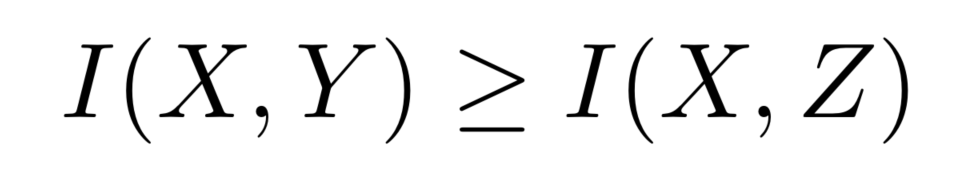 I(X, Y) ≥ I(X, Z)